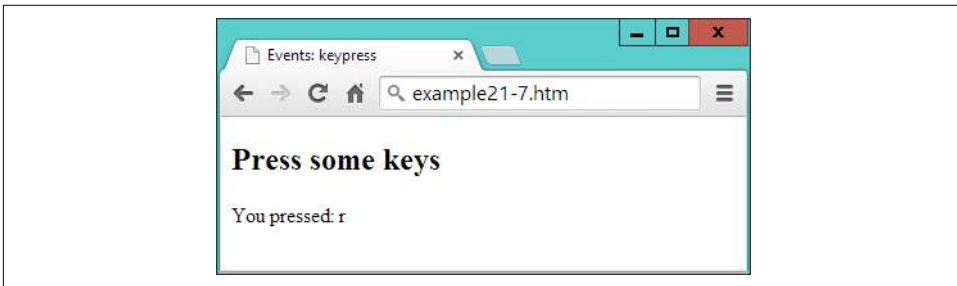 Events: keypress
example21-7.htm
Press some keys
You pressed: r